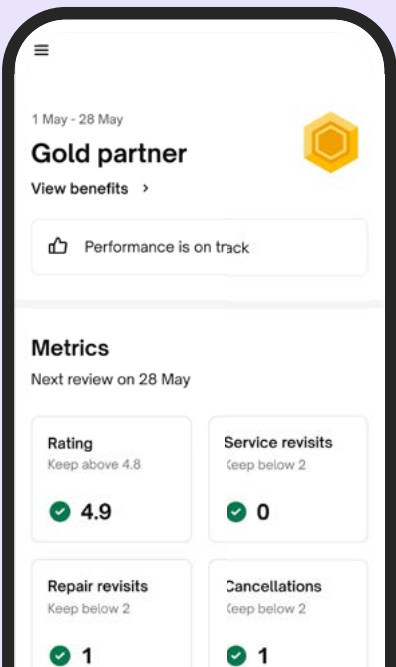 1 May - 28 May
Gold partner
View benefits
Performance is on track
Metrics
Next review on 28 May
Rating
Keep above 4.8
4.9
Service revisits
Keep below 2
0
Repair revisits
Keep below 2
1
Cancellations
Keep below 2
1